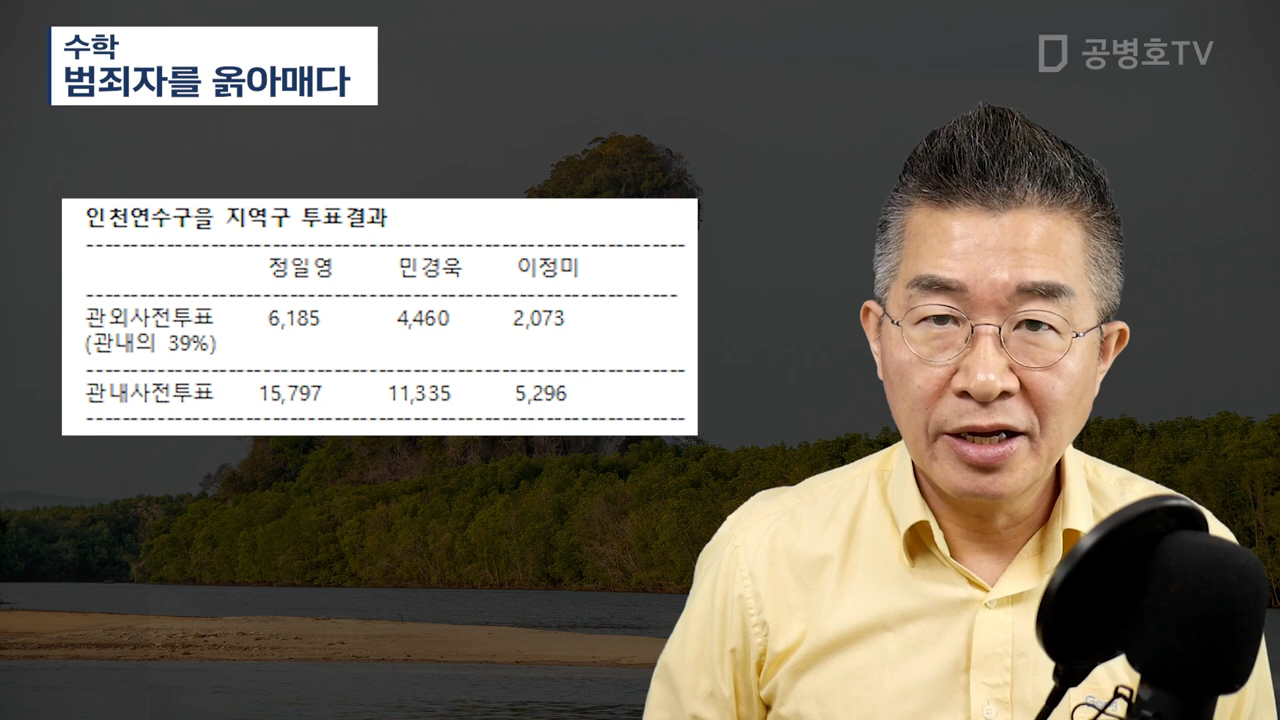 수학
범죄자를 옭아매다
공병호TV
인천연수구을 지역구 투표결과
정일영 민경욱 이정미
관외사전투표 6,185 4,460 2,073
(관내의 39%)
관내사전투표 15,797 11,335 5,296